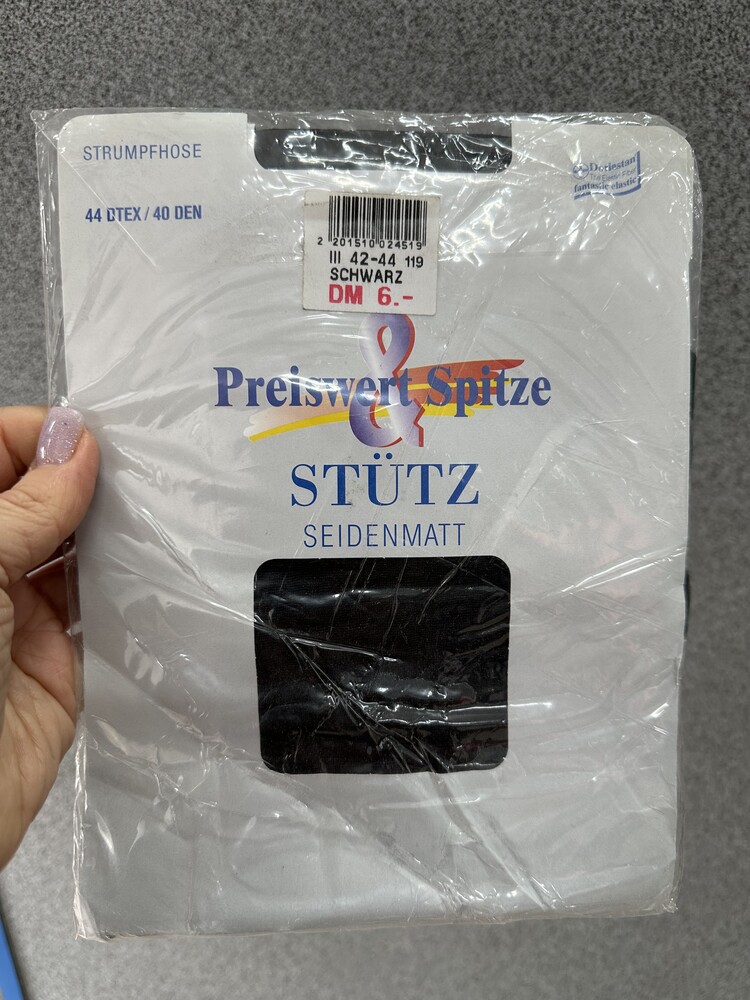 STRUMPFHOSE
44 DTEX / 40 DEN
Dorlastan
fantastic elastic
2 201510 024519
III 42-44 119
SCHWARZ
DM 6.-
Preiswert & Spitze
STÜTZ
SEIDENMATT